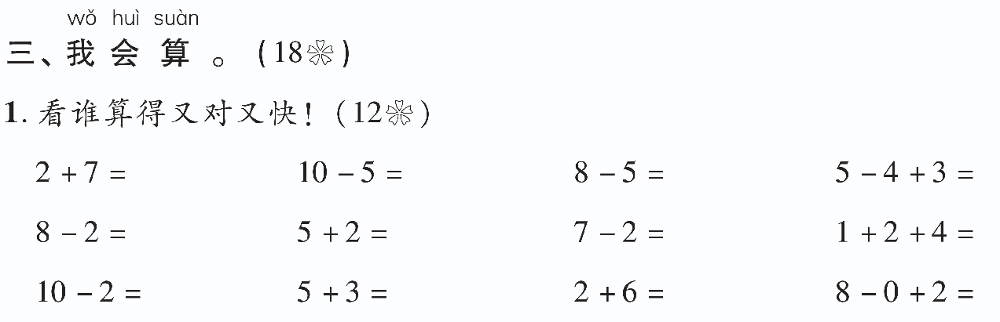 wǒ huì suàn
三、我会算。(18❀)
1. 看谁算得又对又快!(12❀)
2 + 7 = 10 − 5 = 8 − 5 = 5 − 4 + 3 =
8 − 2 = 5 + 2 = 7 − 2 = 1 + 2 + 4 =
10 − 2 = 5 + 3 = 2 + 6 = 8 − 0 + 2 =